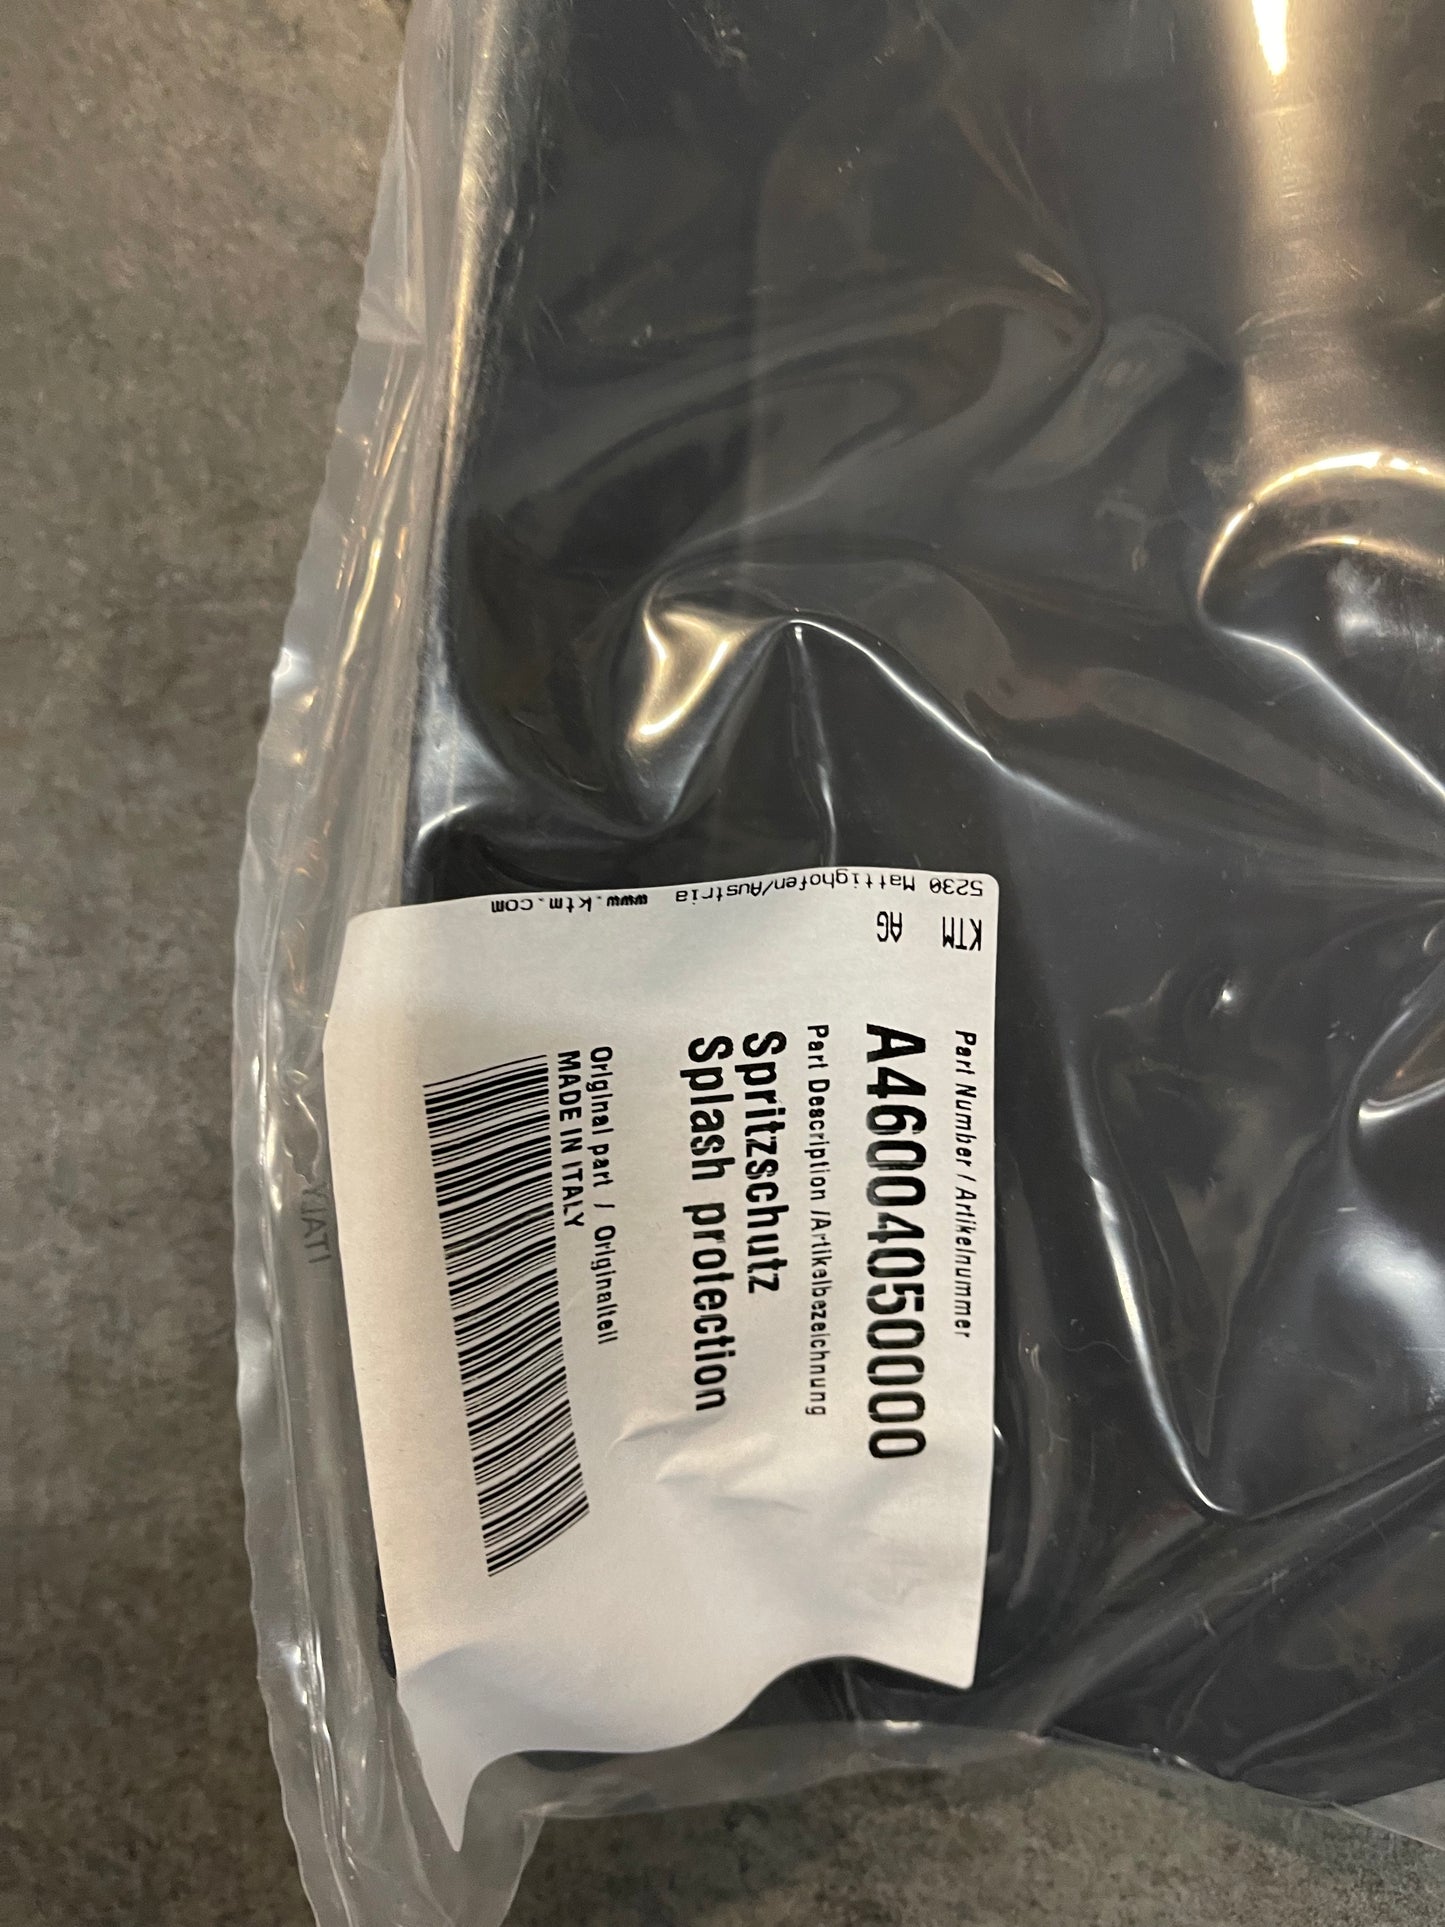 KTM AG
5230 Mattighofen/Austria www.ktm.com
Part Number / Artikelnummer
A46004050000
Part Description /Artikelbezeichnung
Spritzschutz
Splash protection
Original part / Originalteil
MADE IN ITALY
ITALY